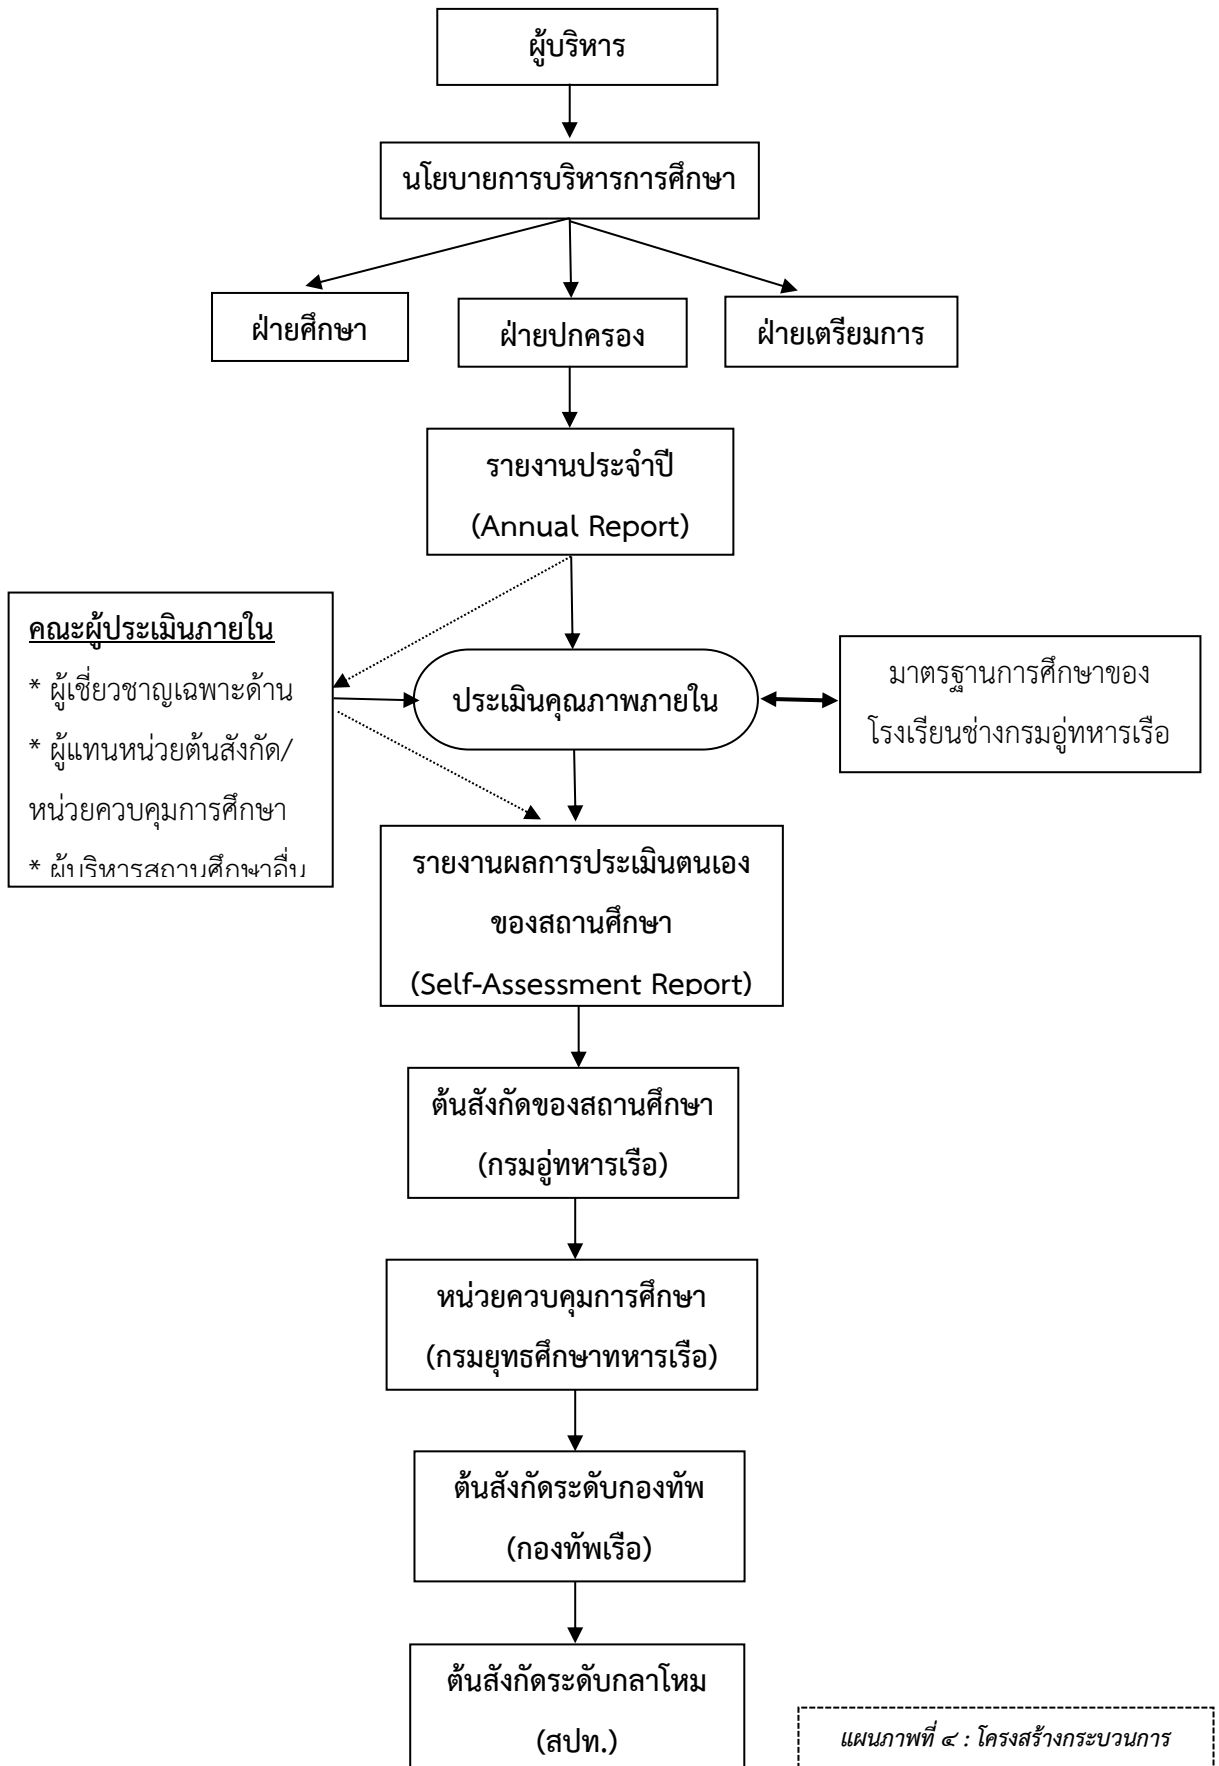 ผู้บริหาร
นโยบายการบริหารการศึกษา
ฝ่ายศึกษา
ฝ่ายปกครอง
ฝ่ายเตรียมการ
รายงานประจำปี
(Annual Report)
คณะผู้ประเมินภายใน
* ผู้เชี่ยวชาญเฉพาะด้าน
* ผู้แทนหน่วยต้นสังกัด/
หน่วยควบคุมการศึกษา
* ผู้บริหารสถานศึกษาอื่น
ประเมินคุณภาพภายใน
มาตรฐานการศึกษาของ
โรงเรียนช่างกรมอู่ทหารเรือ
รายงานผลการประเมินตนเอง
ของสถานศึกษา
(Self-Assessment Report)
ต้นสังกัดของสถานศึกษา
(กรมอู่ทหารเรือ)
หน่วยควบคุมการศึกษา
(กรมยุทธศึกษาทหารเรือ)
ต้นสังกัดระดับกองทัพ
(กองทัพเรือ)
ต้นสังกัดระดับกลาโหม
(สปท.)
แผนภาพที่ ๔ : โครงสร้างกระบวนการ